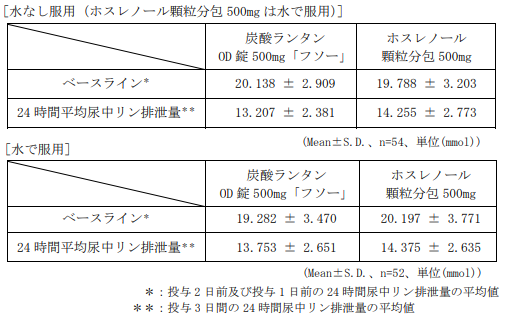 [水なし服用 (ホスレノール顆粒分包 500mg は水で服用)]
炭酸ランタン ホスレノール
OD 錠 500mg「フソー」 顆粒分包 500mg
ベースライン* 20.138 ± 2.909 19.788 ± 3.203
24 時間平均尿中リン排泄量** 13.207 ± 2.381 14.255 ± 2.773
(Mean±S.D.、n=54、単位(mmol))
[水で服用]
炭酸ランタン ホスレノール
OD 錠 500mg「フソー」 顆粒分包 500mg
ベースライン* 19.282 ± 3.470 20.197 ± 3.771
24 時間平均尿中リン排泄量** 13.753 ± 2.651 14.375 ± 2.635
(Mean±S.D.、n=52、単位(mmol))
*:投与 2 日前及び投与 1 日前の 24 時間尿中リン排泄量の平均値
**:投与 3 日間の 24 時間尿中リン排泄量の平均値